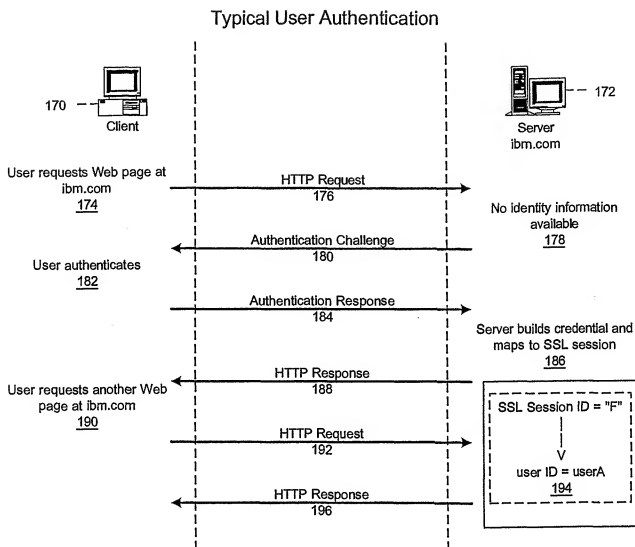 Typical User Authentication
170
Client
172
Server
ibm.com
User requests Web page at
ibm.com
174
HTTP Request
176
No identity information
available
178
Authentication Challenge
180
User authenticates
182
Authentication Response
184
Server builds credential and
maps to SSL session
186
HTTP Response
188
User requests another Web
page at ibm.com
190
SSL Session ID = "F"
HTTP Request
192
user ID = userA
194
HTTP Response
196